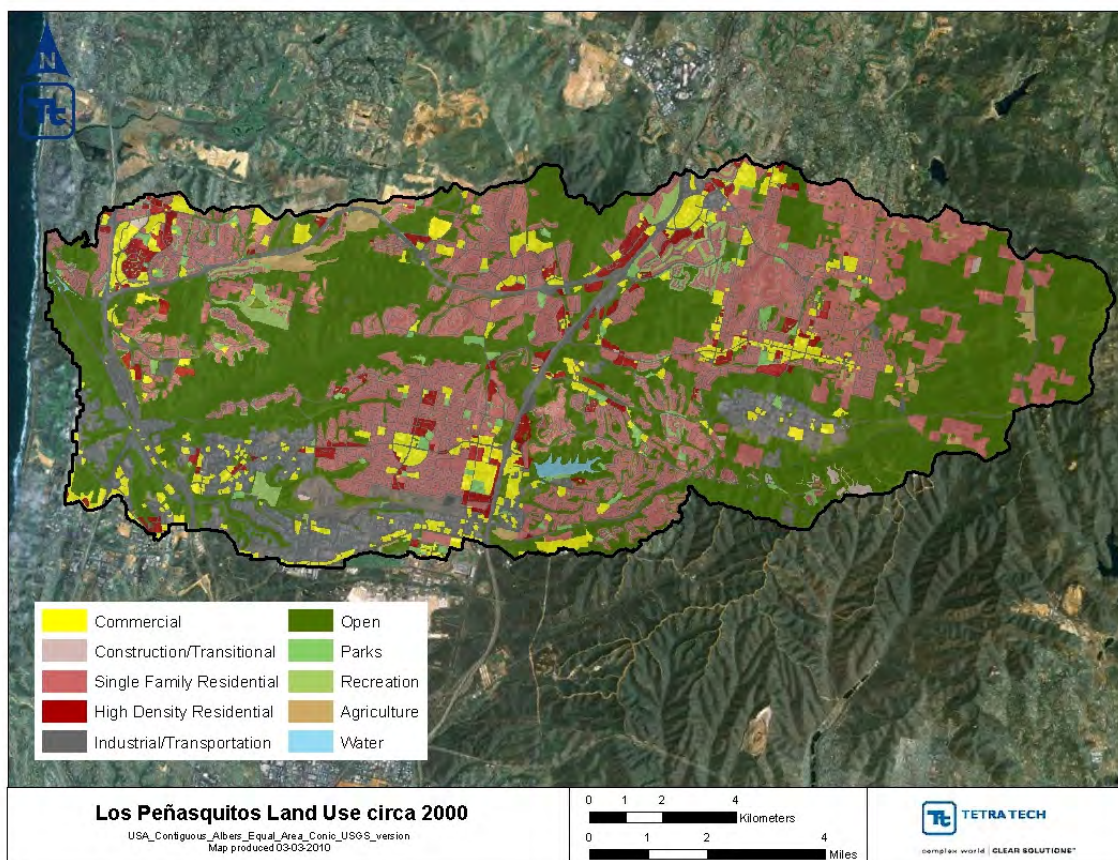 N
Tt
Commercial
Construction/Transitional
Single Family Residential
High Density Residential
Industrial/Transportation
Open
Parks
Recreation
Agriculture
Water
Los Peñasquitos Land Use circa 2000
USA_Contiguous_Albers_Equal_Area_Conic_USGS_version
Map produced 03-03-2010
0 1 2 4
Kilometers
0 1 2 4
Miles
Tt TETRA TECH
complex world | CLEAR SOLUTIONS™